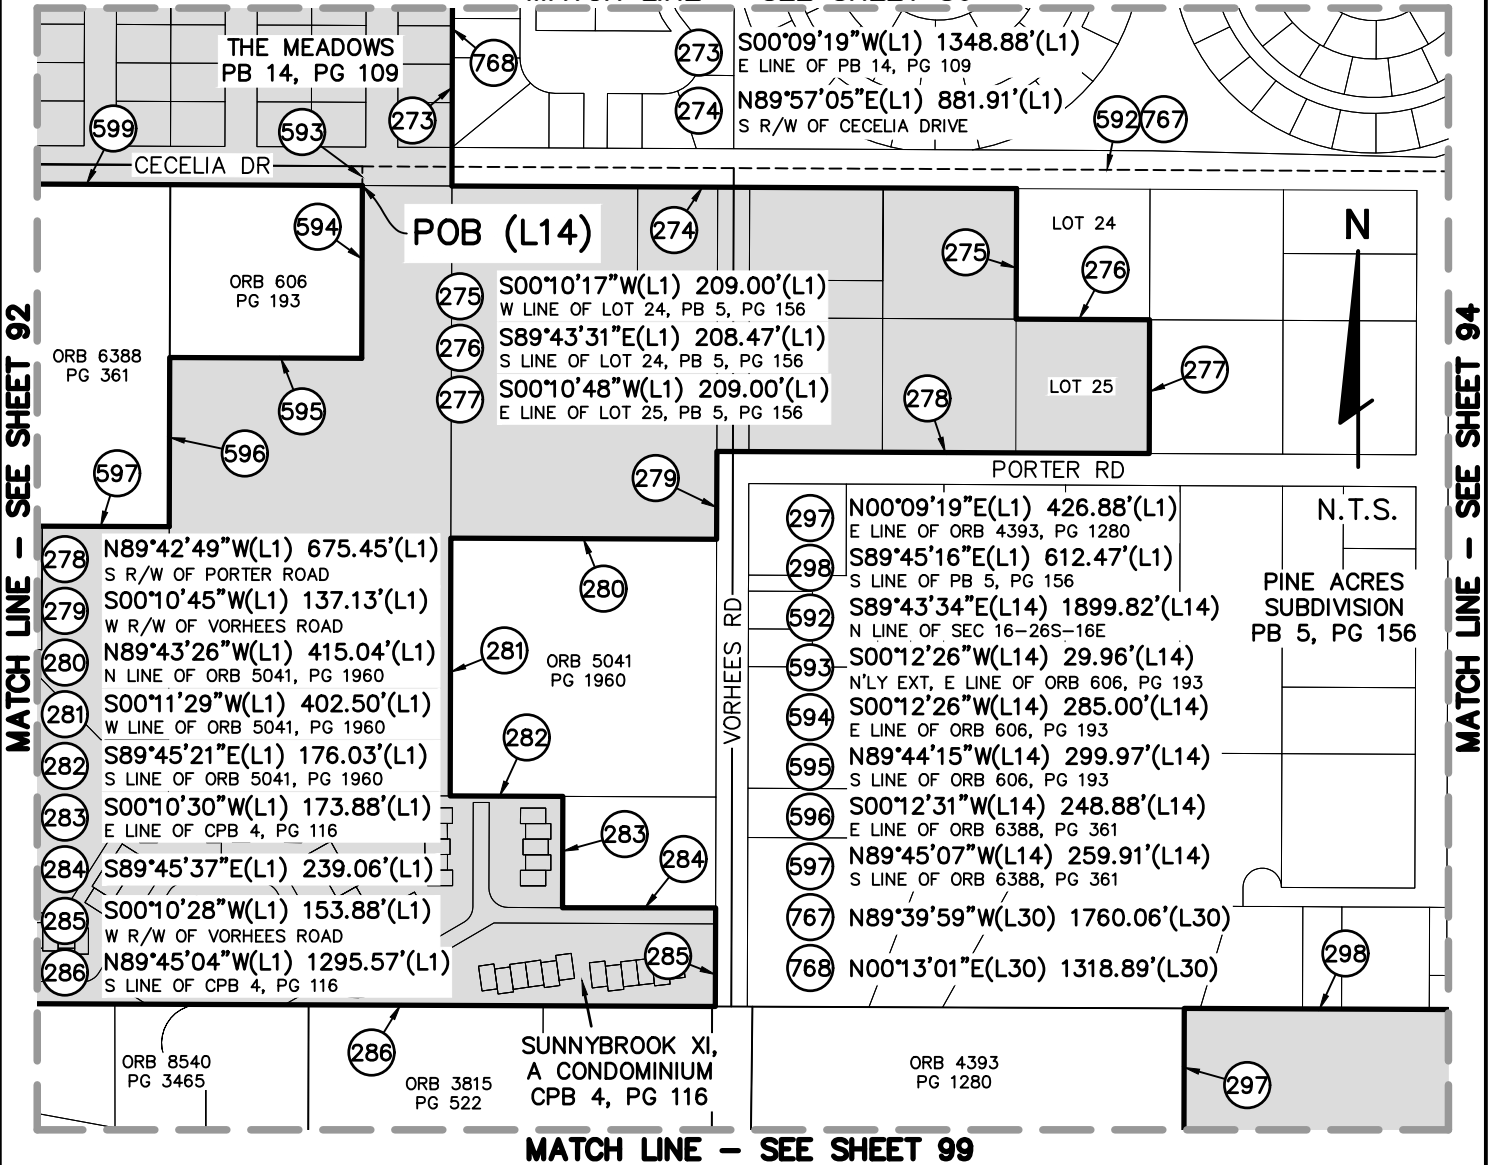 THE MEADOWS
PB 14, PG 109
768
273
599
593
CECELIA DR
273 S00°09'19"W(L1) 1348.88'(L1)
E LINE OF PB 14, PG 109
274 N89°57'05"E(L1) 881.91'(L1)
S R/W OF CECELIA DRIVE
592 767
594
POB (L14)
274
275
LOT 24
276
N
ORB 606
PG 193
ORB 6388
PG 361
275 S00°10'17"W(L1) 209.00'(L1)
W LINE OF LOT 24, PB 5, PG 156
276 S89°43'31"E(L1) 208.47'(L1)
S LINE OF LOT 24, PB 5, PG 156
277 S00°10'48"W(L1) 209.00'(L1)
E LINE OF LOT 25, PB 5, PG 156
LOT 25
277
278
595
596
597
279
PORTER RD
MATCH LINE - SEE SHEET 92
MATCH LINE - SEE SHEET 94
N.T.S.
278 N89°42'49"W(L1) 675.45'(L1)
S R/W OF PORTER ROAD
279 S00°10'45"W(L1) 137.13'(L1)
W R/W OF VORHEES ROAD
280 N89°43'26"W(L1) 415.04'(L1)
N LINE OF ORB 5041, PG 1960
281 S00°11'29"W(L1) 402.50'(L1)
W LINE OF ORB 5041, PG 1960
282 S89°45'21"E(L1) 176.03'(L1)
S LINE OF ORB 5041, PG 1960
283 S00°10'30"W(L1) 173.88'(L1)
E LINE OF CPB 4, PG 116
284 S89°45'37"E(L1) 239.06'(L1)
285 S00°10'28"W(L1) 153.88'(L1)
W R/W OF VORHEES ROAD
286 N89°45'04"W(L1) 1295.57'(L1)
S LINE OF CPB 4, PG 116
280
281
ORB 5041
PG 1960
282
283
284
285
VORHEES RD
297 N00°09'19"E(L1) 426.88'(L1)
E LINE OF ORB 4393, PG 1280
298 S89°45'16"E(L1) 612.47'(L1)
S LINE OF PB 5, PG 156
592 S89°43'34"E(L14) 1899.82'(L14)
N LINE OF SEC 16-26S-16E
593 S00°12'26"W(L14) 29.96'(L14)
N'LY EXT, E LINE OF ORB 606, PG 193
594 S00°12'26"W(L14) 285.00'(L14)
E LINE OF ORB 606, PG 193
595 N89°44'15"W(L14) 299.97'(L14)
S LINE OF ORB 606, PG 193
596 S00°12'31"W(L14) 248.88'(L14)
E LINE OF ORB 6388, PG 361
597 N89°45'07"W(L14) 259.91'(L14)
S LINE OF ORB 6388, PG 361
767 N89°39'59"W(L30) 1760.06'(L30)
768 N00°13'01"E(L30) 1318.89'(L30)
PINE ACRES
SUBDIVISION
PB 5, PG 156
298
286
SUNNYBROOK XI,
A CONDOMINIUM
CPB 4, PG 116
ORB 8540
PG 3465
ORB 3815
PG 522
ORB 4393
PG 1280
297
MATCH LINE - SEE SHEET 99